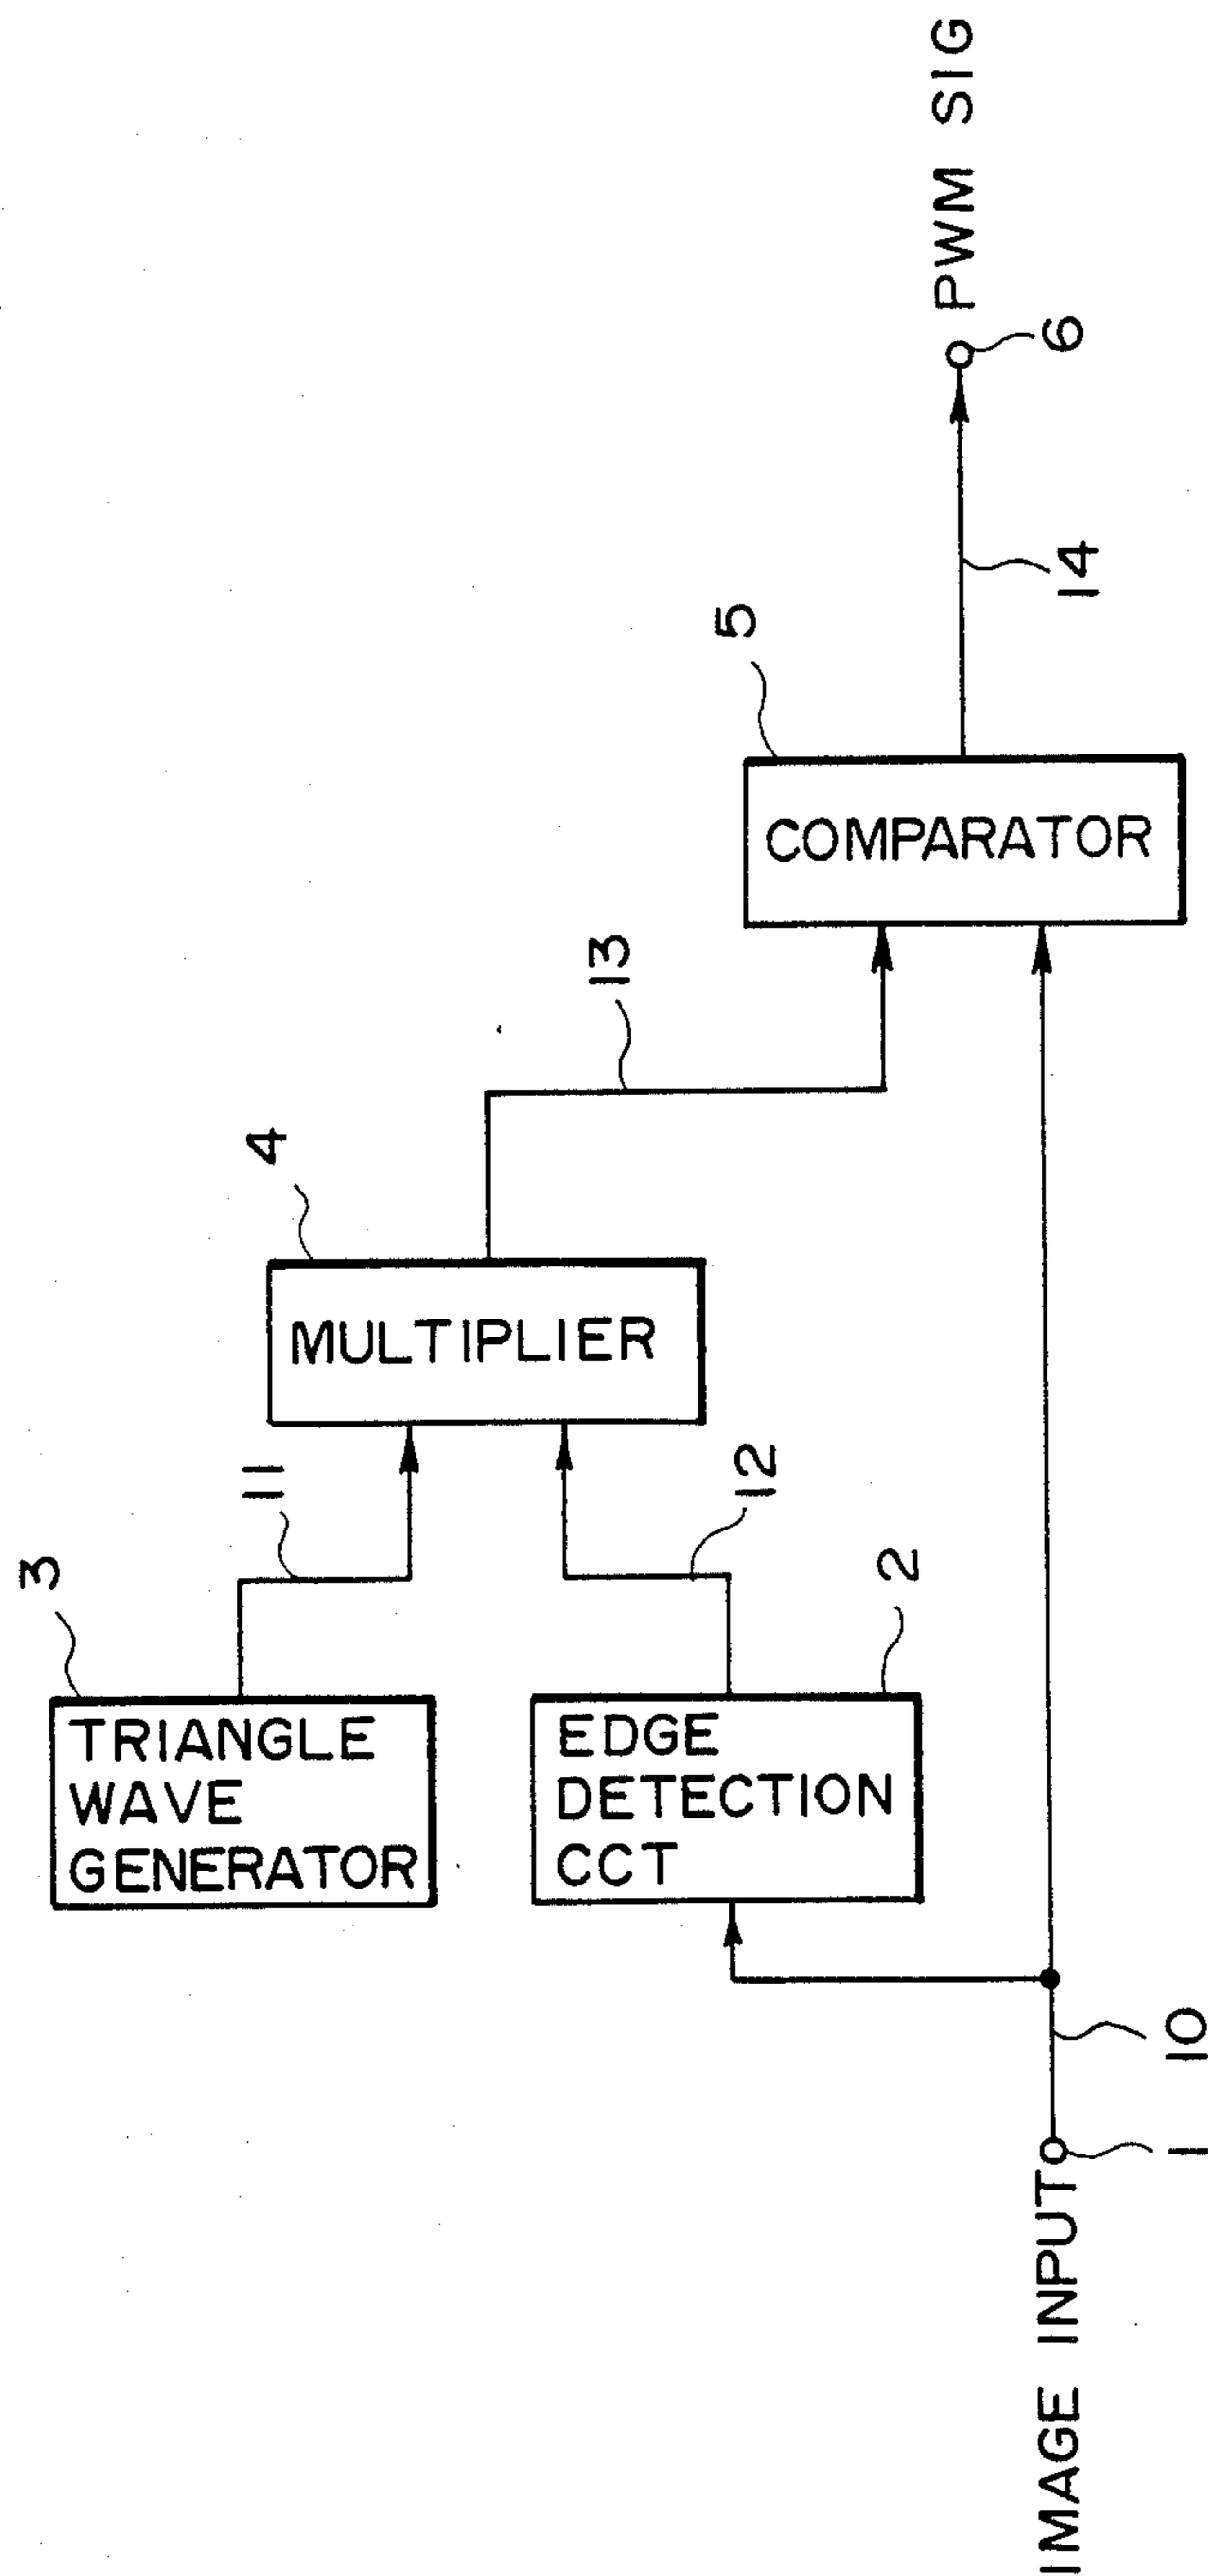 3
TRIANGLE
WAVE
GENERATOR
11
4
MULTIPLIER
EDGE
DETECTION
CCT
2
12
13
5
COMPARATOR
PWM SIG
6
14
IMAGE INPUT
1
10